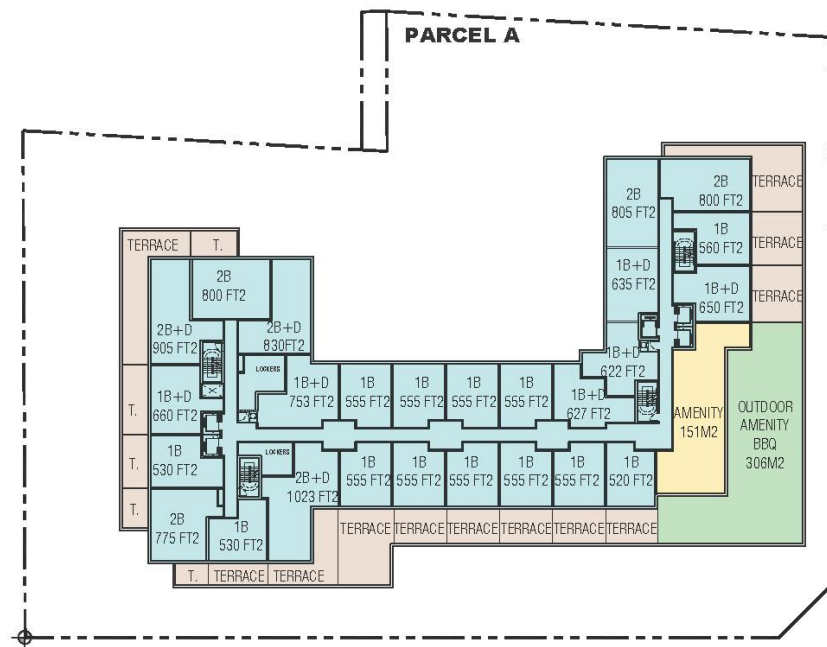 PARCEL A
2B
800 FT2
TERRACE
2B
805 FT2
1B
560 FT2
TERRACE
1B+D
635 FT2
1B+D
650 FT2
TERRACE
TERRACE
T.
2B
800 FT2
2B+D
905 FT2
2B+D
830FT2
1B+D
622 FT2
LOCKERS
1B+D
753 FT2
1B
555 FT2
1B
555 FT2
1B
555 FT2
1B
555 FT2
1B+D
627 FT2
T.
1B+D
660 FT2
AMENITY
151M2
OUTDOOR
AMENITY
BBQ
306M2
T.
1B
530 FT2
LOCKERS
2B+D
1023 FT2
1B
555 FT2
1B
555 FT2
1B
555 FT2
1B
555 FT2
1B
555 FT2
1B
520 FT2
T.
2B
775 FT2
1B
530 FT2
TERRACE
TERRACE
TERRACE
TERRACE
TERRACE
TERRACE
T.
TERRACE
TERRACE